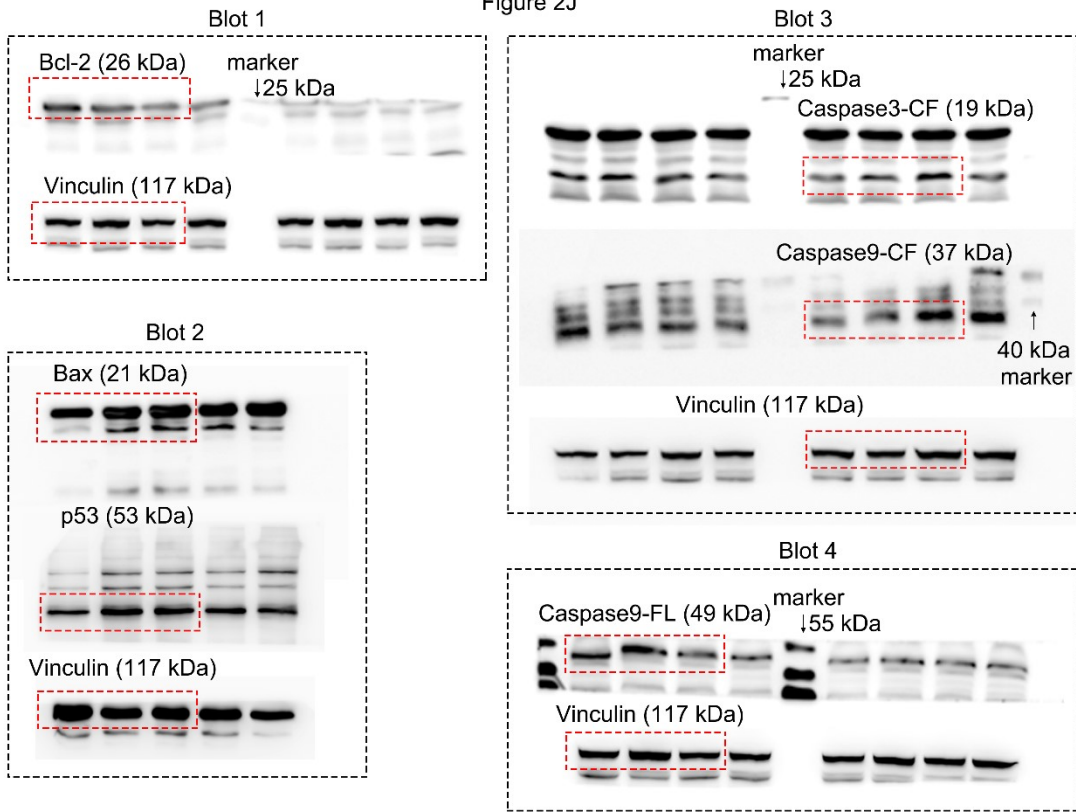 Figure 2J
Blot 1
Bcl-2 (26 kDa)
marker
↓25 kDa
Vinculin (117 kDa)
Blot 2
Bax (21 kDa)
p53 (53 kDa)
Vinculin (117 kDa)
Blot 3
marker
↓25 kDa
Caspase3-CF (19 kDa)
Caspase9-CF (37 kDa)
↑
40 kDa
marker
Vinculin (117 kDa)
Blot 4
Caspase9-FL (49 kDa)
marker
↓55 kDa
Vinculin (117 kDa)